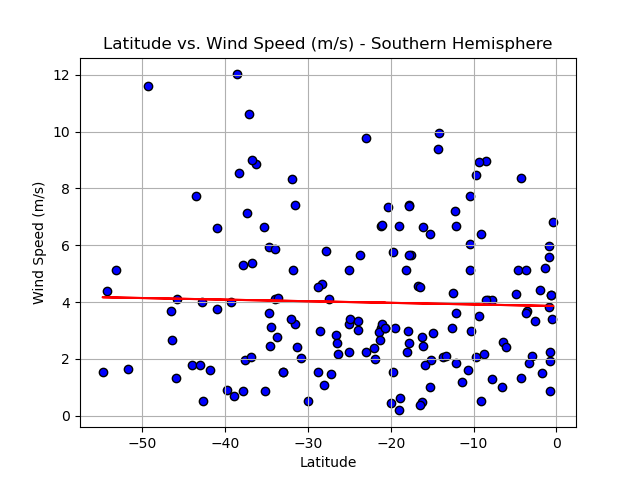 Latitude vs. Wind Speed (m/s) - Southern Hemisphere
12
10
8
6
4
2
0
Wind Speed (m/s)
−50 −40 −30 −20 −10 0
Latitude